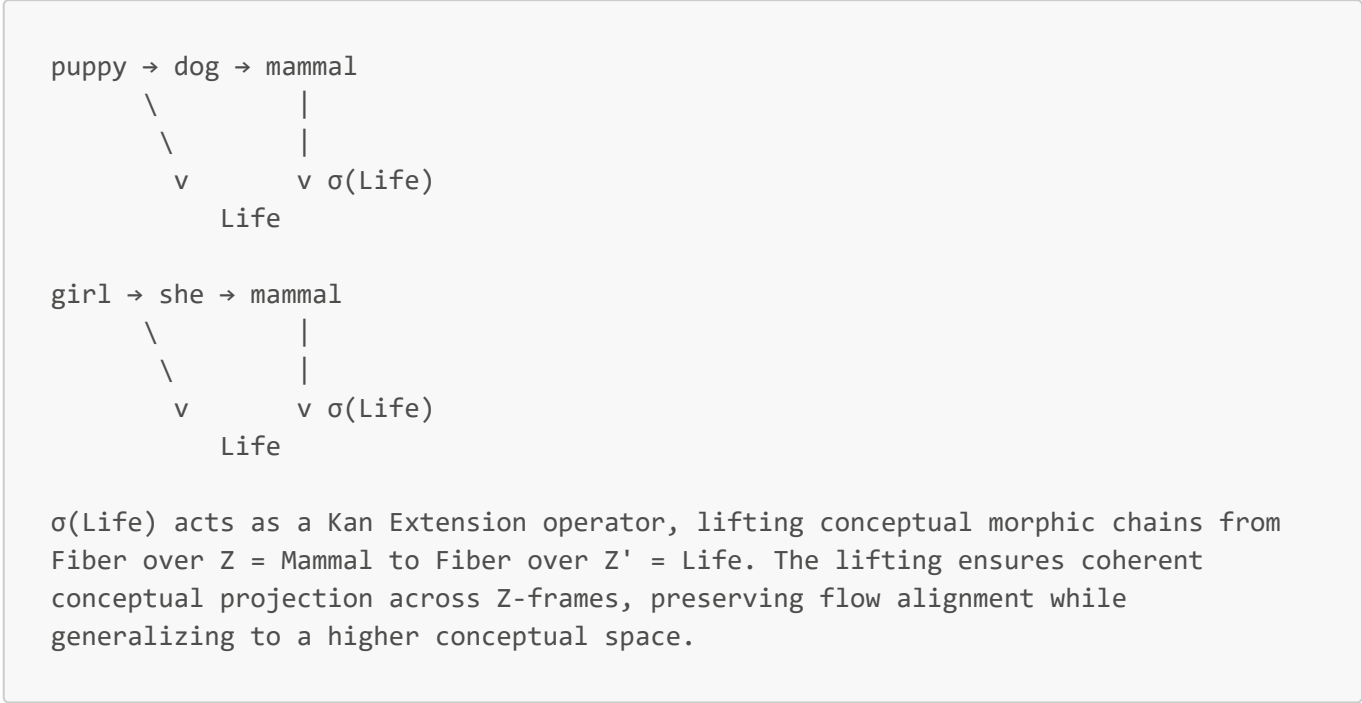 puppy → dog → mammal
      \          |
       \         |
        v        v σ(Life)
           Life
girl → she → mammal
      \          |
       \         |
        v        v σ(Life)
           Life
σ(Life) acts as a Kan Extension operator, lifting conceptual morphic chains from
Fiber over Z = Mammal to Fiber over Z' = Life. The lifting ensures coherent
conceptual projection across Z-frames, preserving flow alignment while
generalizing to a higher conceptual space.